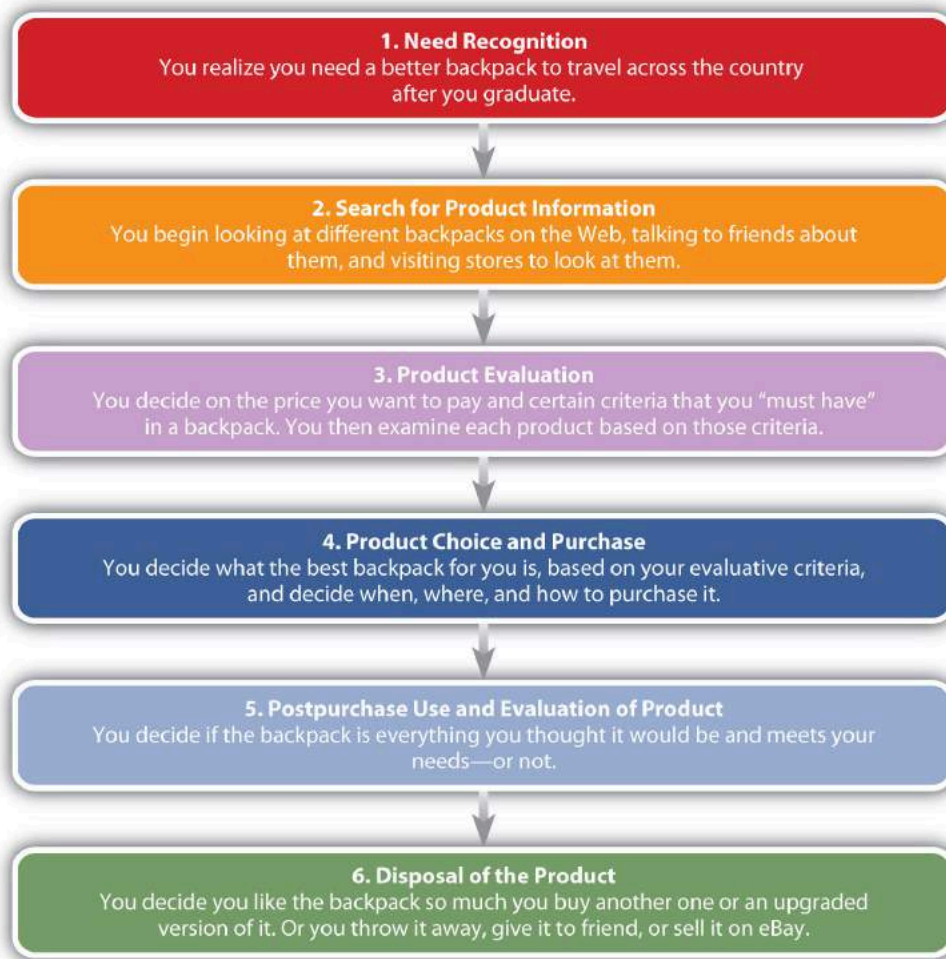 1. Need Recognition
You realize you need a better backpack to travel across the country
after you graduate.
2. Search for Product Information
You begin looking at different backpacks on the Web, talking to friends about
them, and visiting stores to look at them.
3. Product Evaluation
You decide on the price you want to pay and certain criteria that you “must have”
in a backpack. You then examine each product based on those criteria.
4. Product Choice and Purchase
You decide what the best backpack for you is, based on your evaluative criteria,
and decide when, where, and how to purchase it.
5. Postpurchase Use and Evaluation of Product
You decide if the backpack is everything you thought it would be and meets your
needs—or not.
6. Disposal of the Product
You decide you like the backpack so much you buy another one or an upgraded
version of it. Or you throw it away, give it to friend, or sell it on eBay.